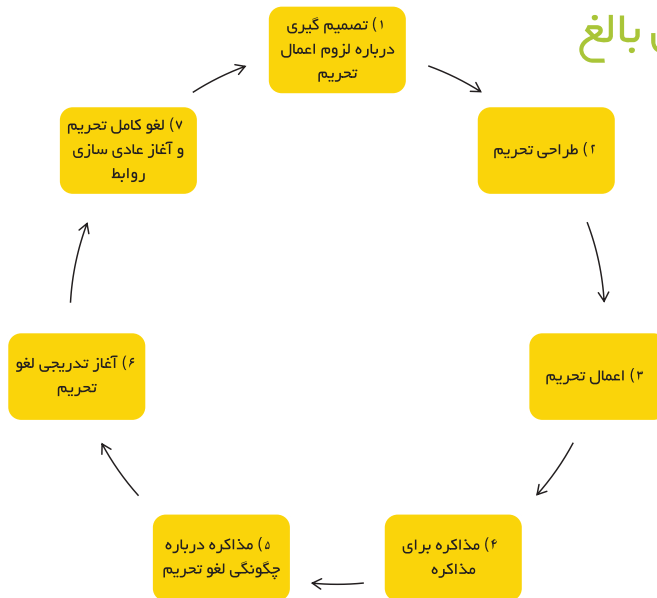 بالغ
۱) تصمیم گیری
درباره لزوم اعمال
تحریم
۲) طراحی تحریم
۳) اعمال تحریم
۴) مذاکره برای
مذاکره
۵) مذاکره درباره
چگونگی لغو تحریم
۶) آغاز تدریجی لغو
تحریم
۷) لغو کامل تحریم
و آغاز عادی سازی
روابط